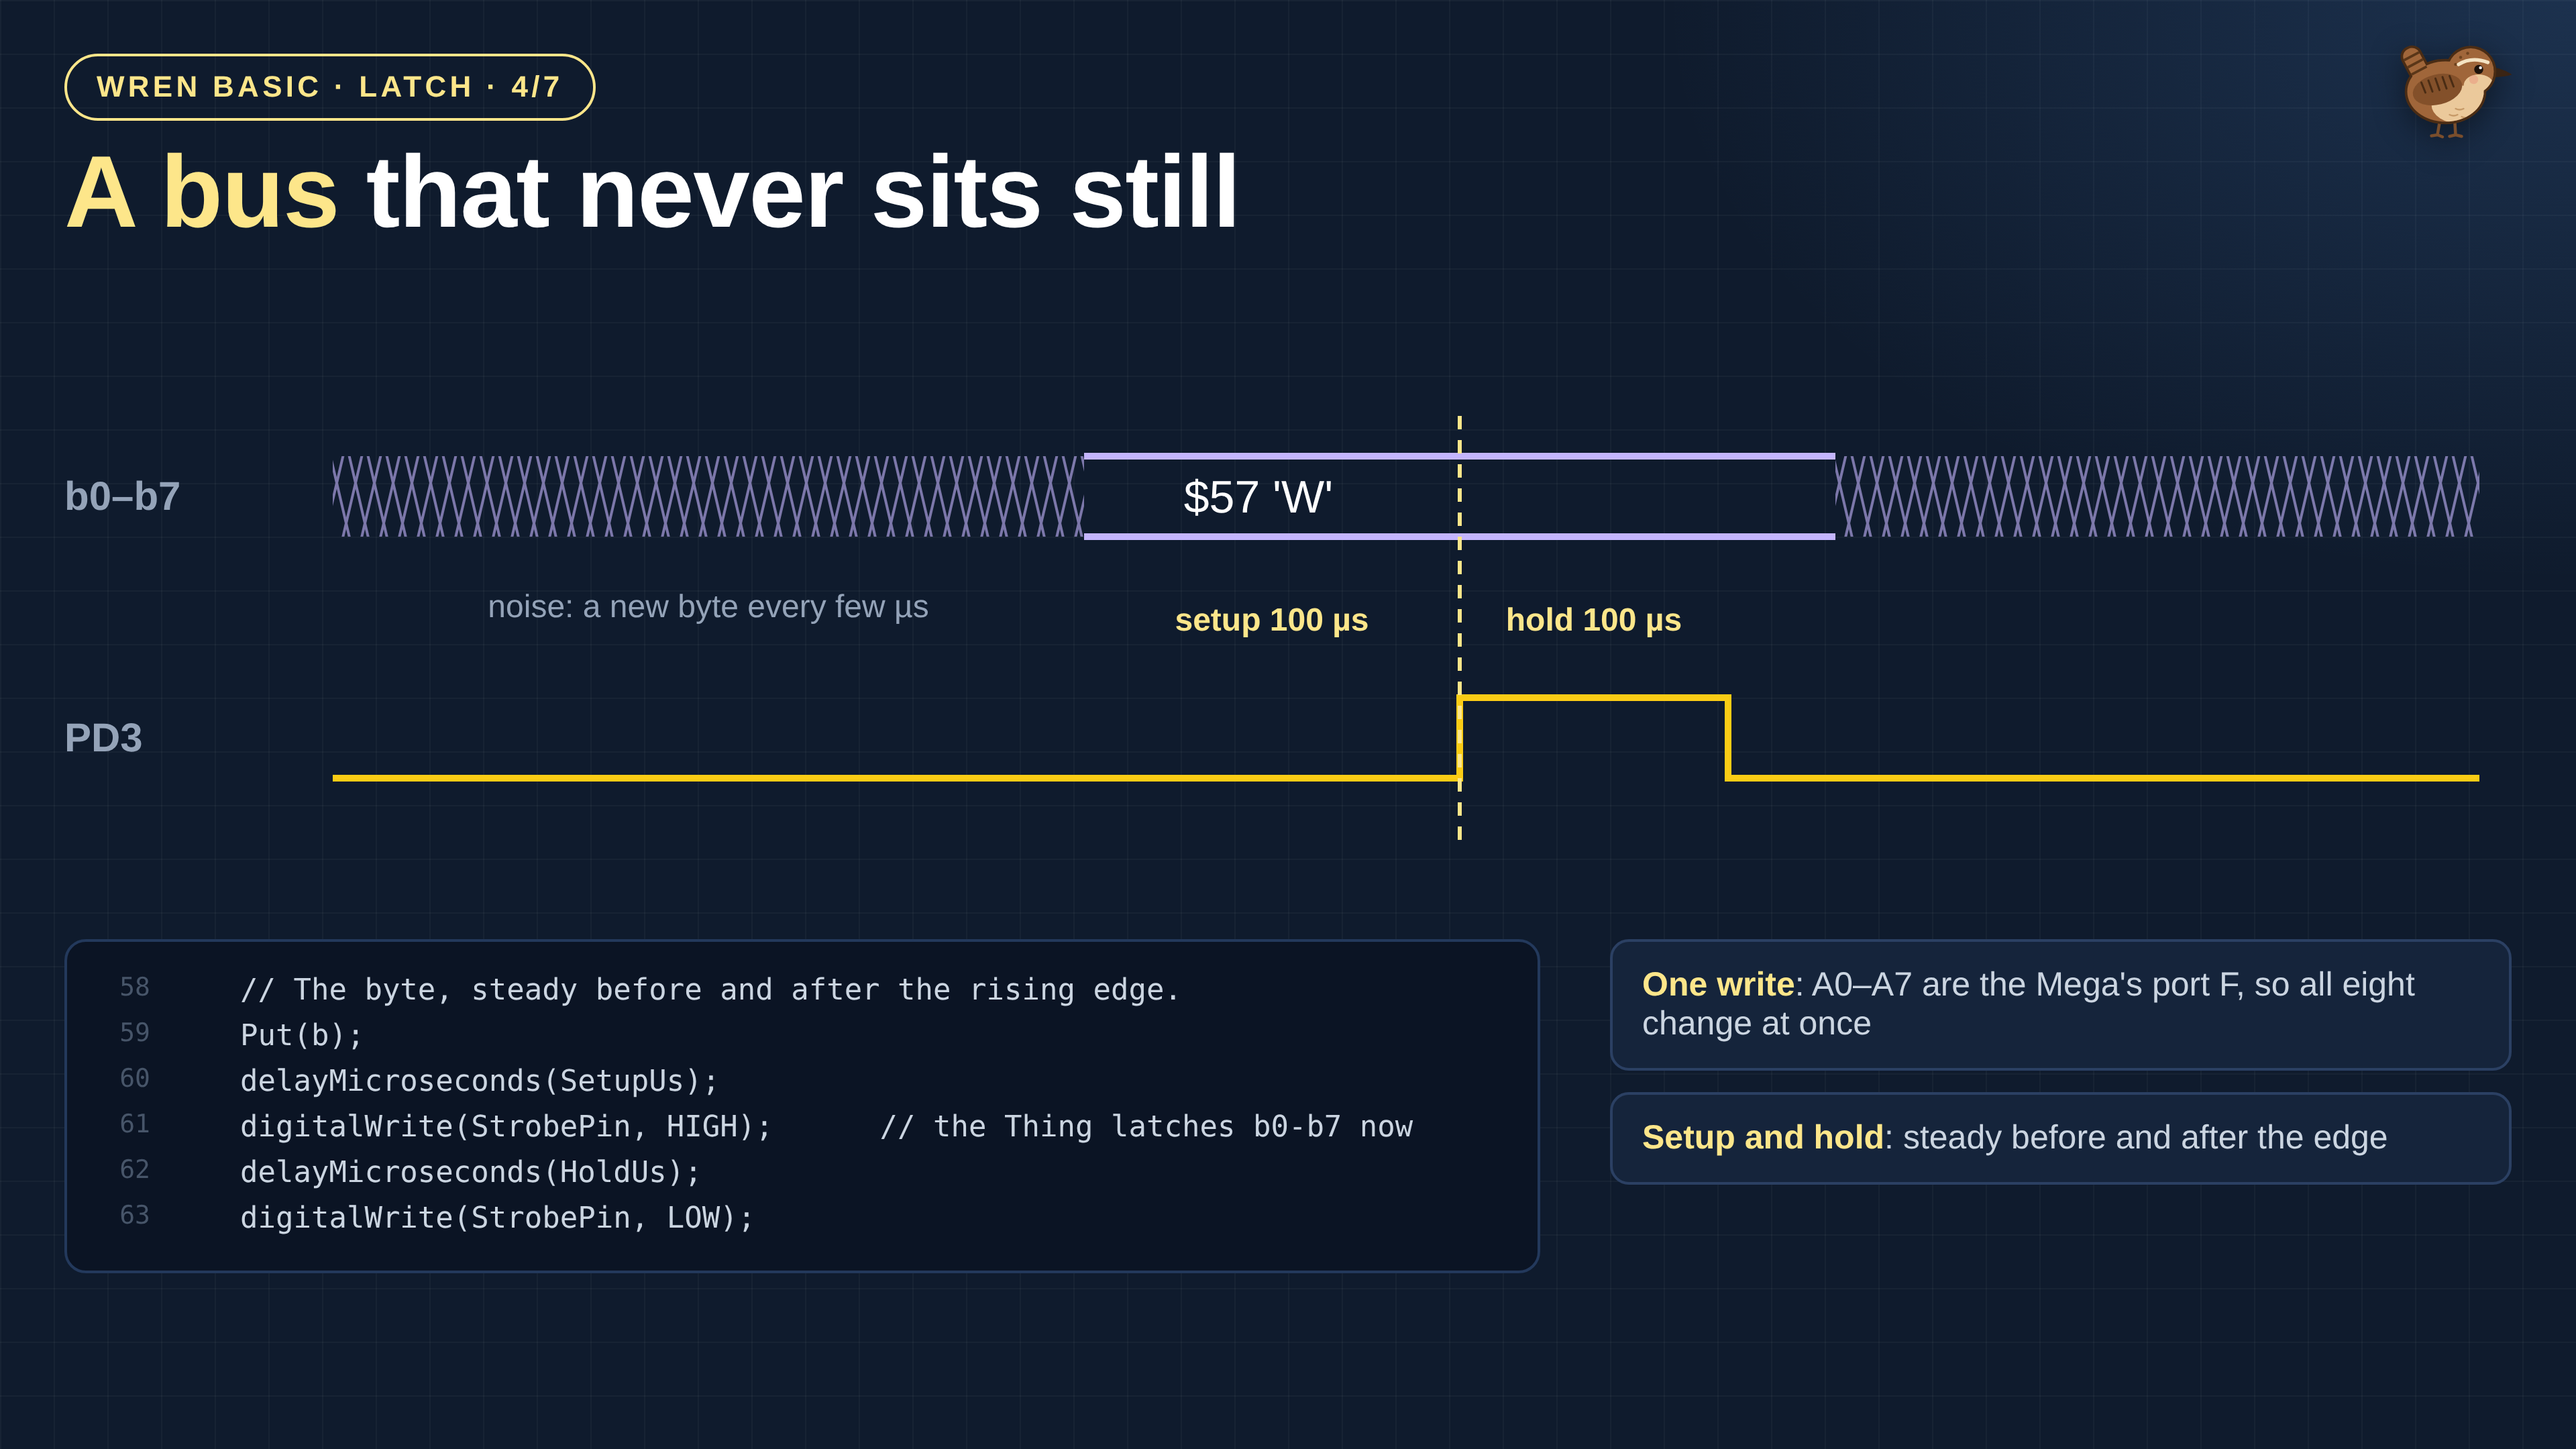 WREN BASIC · LATCH · 4/7
A bus that never sits still
b0–b7
$57 'W'
noise: a new byte every few µs
setup 100 µs
hold 100 µs
PD3
58 // The byte, steady before and after the rising edge.
59 Put(b);
60 delayMicroseconds(SetupUs);
61 digitalWrite(StrobePin, HIGH); // the Thing latches b0-b7 now
62 delayMicroseconds(HoldUs);
63 digitalWrite(StrobePin, LOW);
One write: A0–A7 are the Mega's port F, so all eight
change at once
Setup and hold: steady before and after the edge